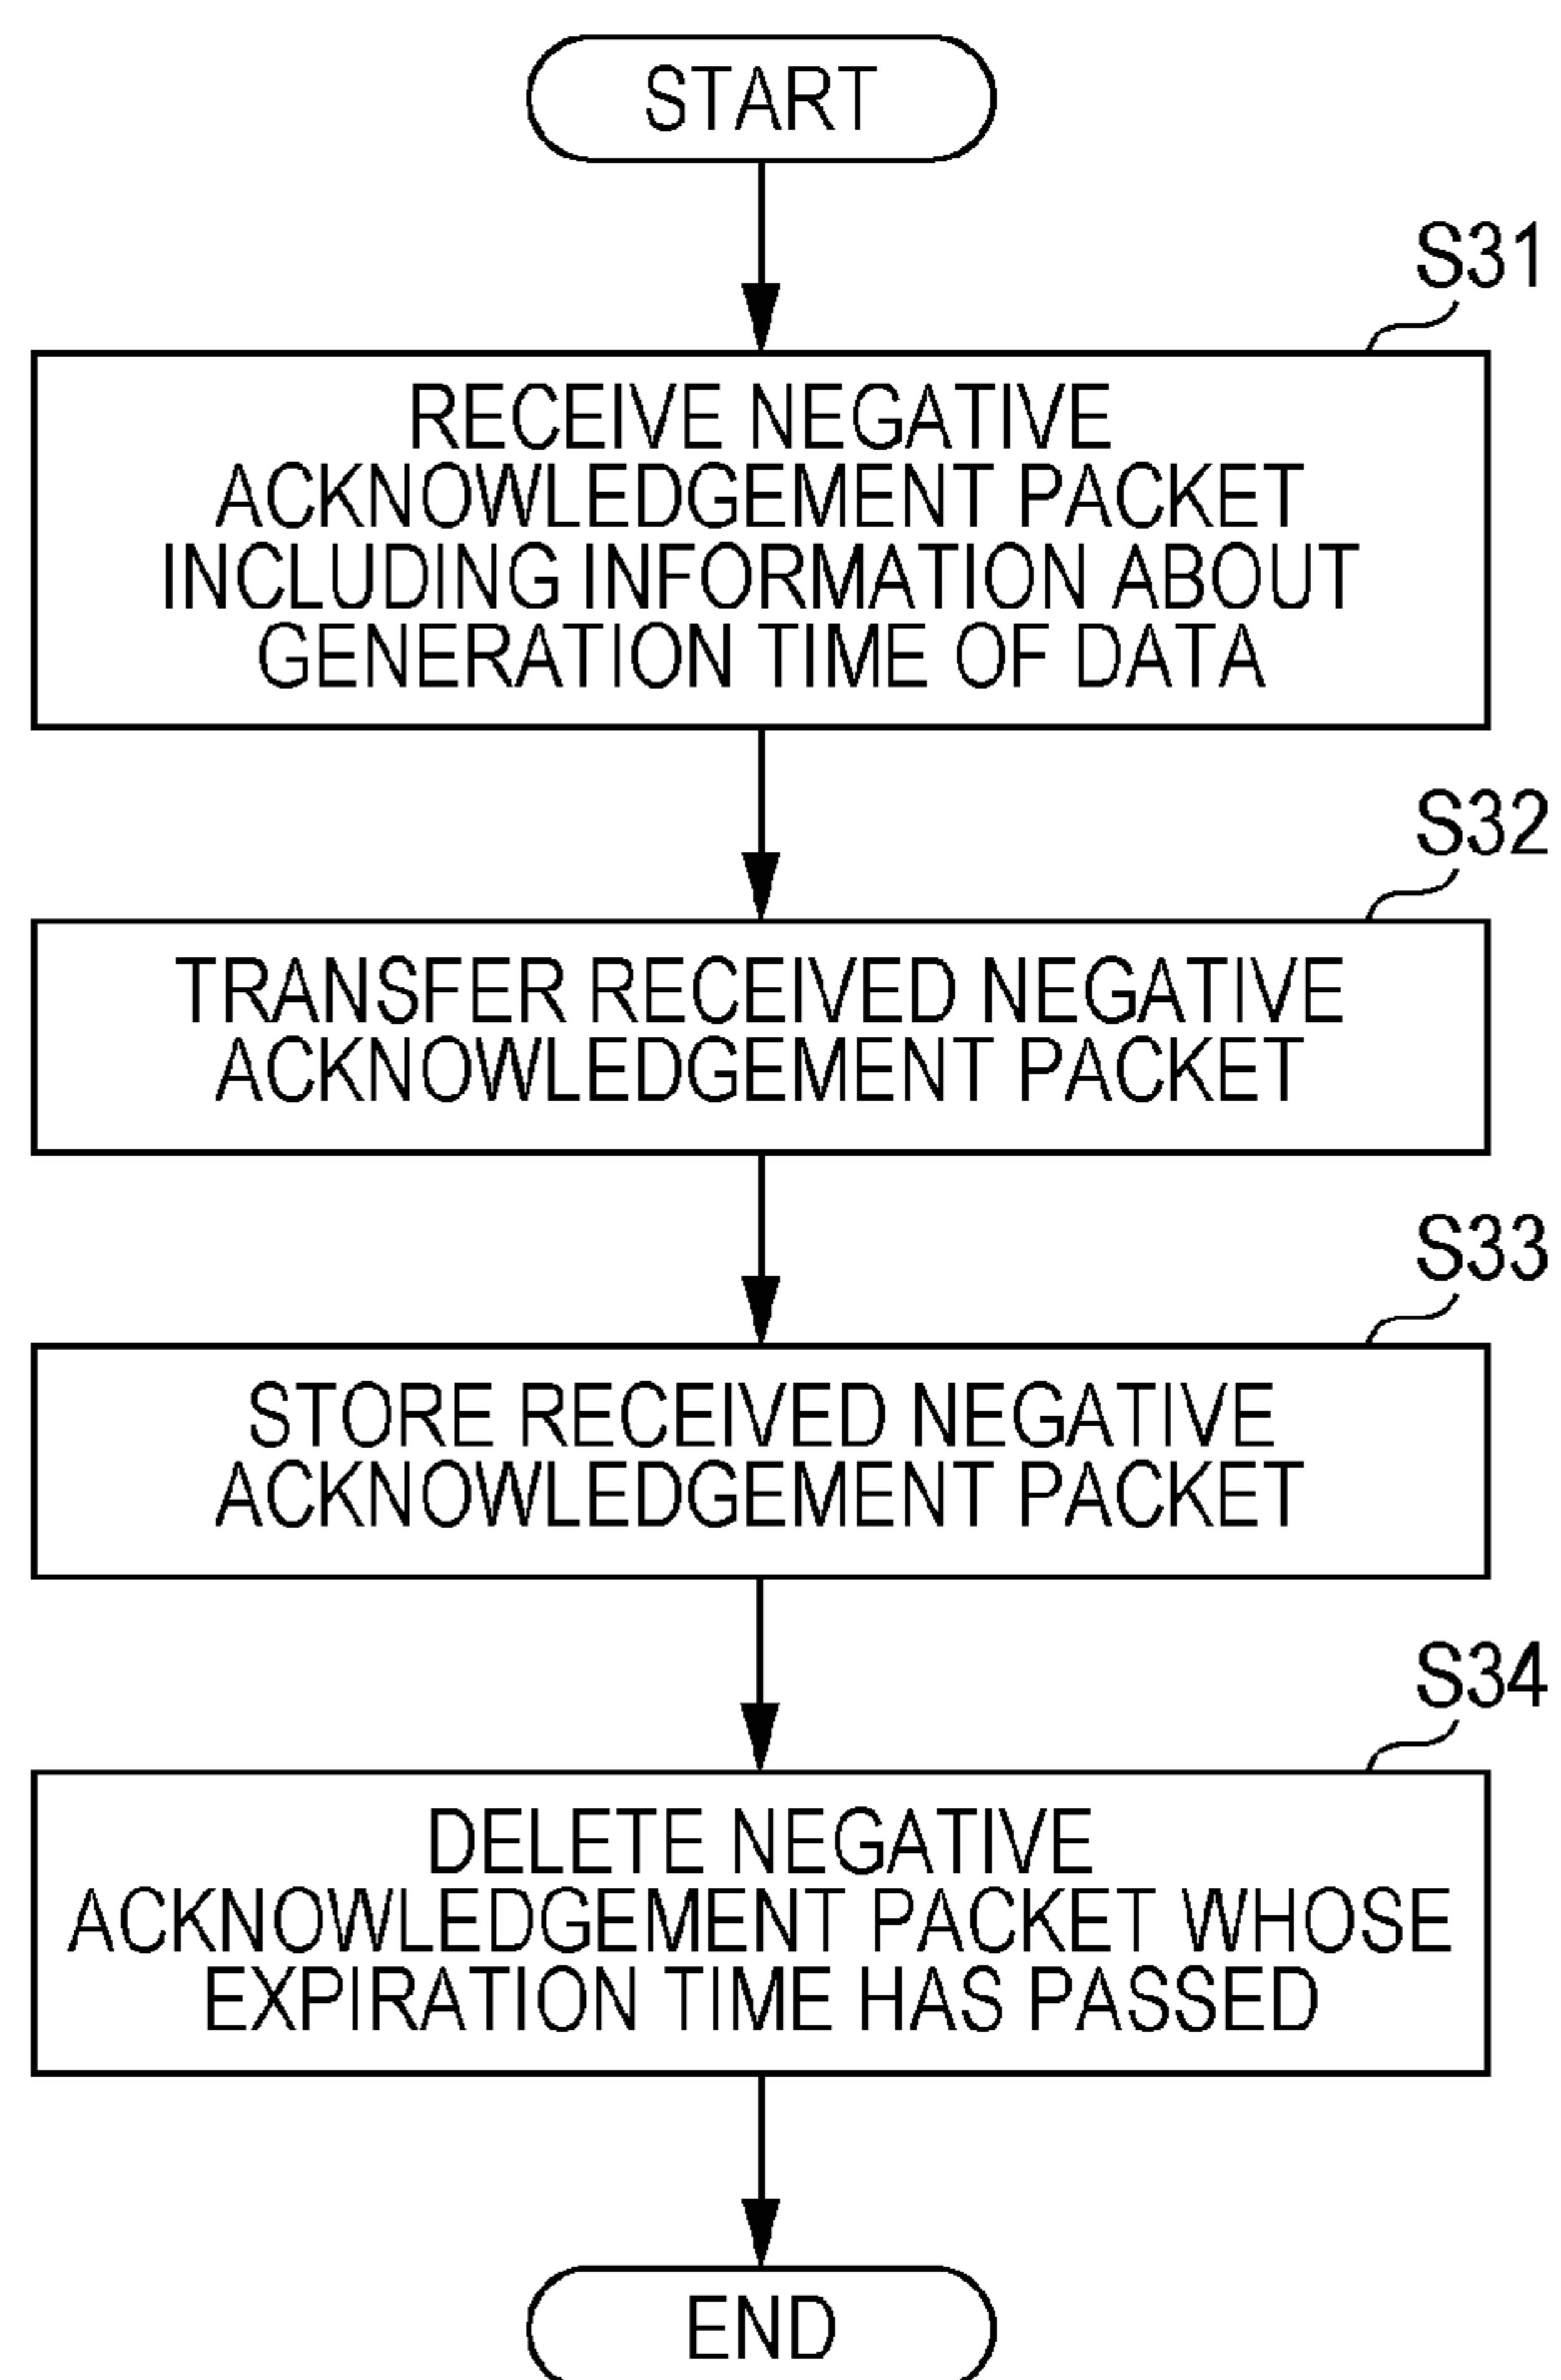 START
S31
RECEIVE NEGATIVE
ACKNOWLEDGEMENT PACKET
INCLUDING INFORMATION ABOUT
GENERATION TIME OF DATA
S32
TRANSFER RECEIVED NEGATIVE
ACKNOWLEDGEMENT PACKET
S33
STORE RECEIVED NEGATIVE
ACKNOWLEDGEMENT PACKET
S34
DELETE NEGATIVE
ACKNOWLEDGEMENT PACKET WHOSE
EXPIRATION TIME HAS PASSED
END